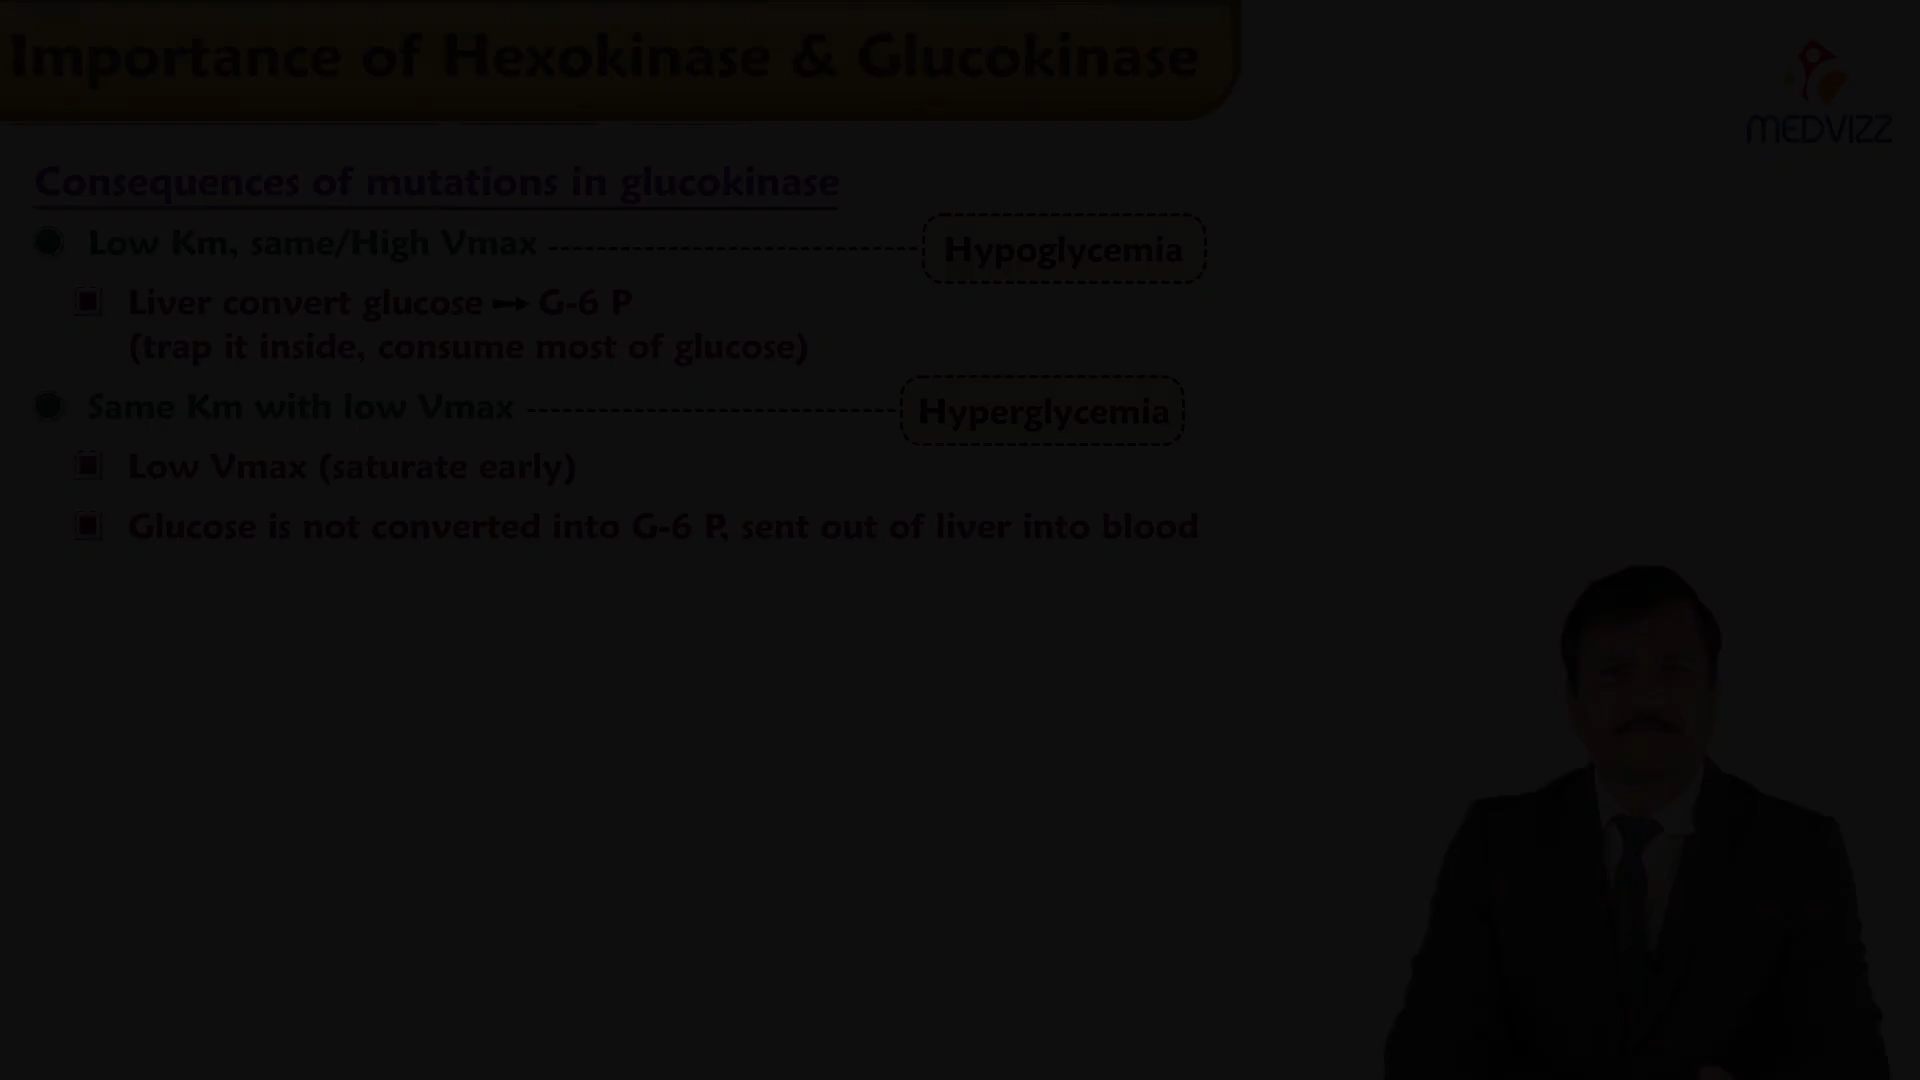 Importance of Hexokinase & Glucokinase
MEDVIZZ
Consequences of mutations in glucokinase
Low Km, same/High Vmax
Hypoglycemia
Liver convert glucose → G-6 P
(trap it inside, consume most of glucose)
Same Km with low Vmax
Hyperglycemia
Low Vmax (saturate early)
Glucose is not converted into G-6 P, sent out of liver into blood